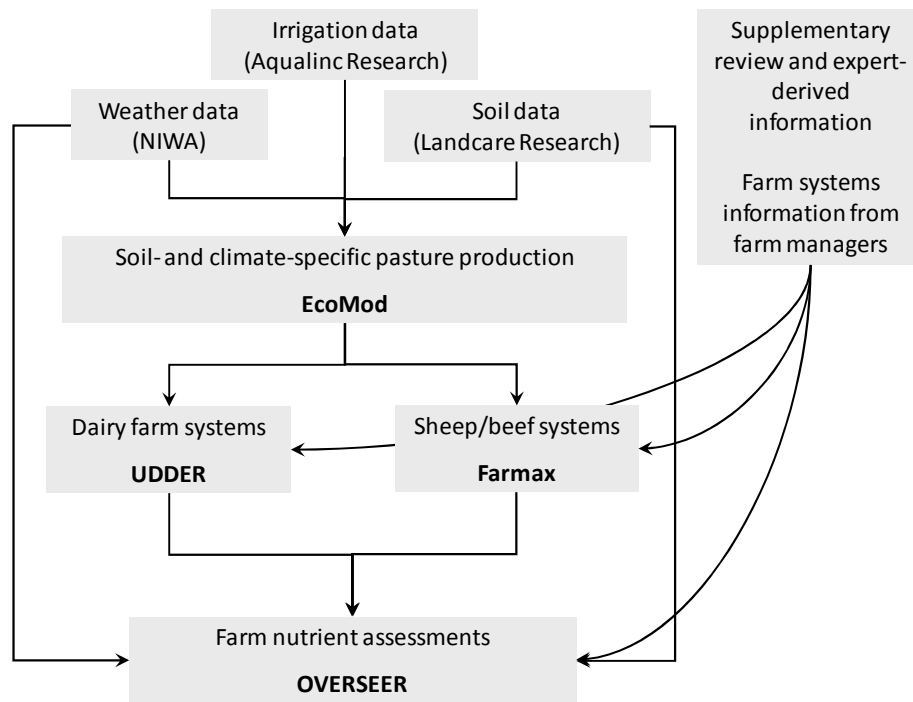 Irrigation data
(Aqualinc Research)
Weather data
(NIWA)
Soil data
(Landcare Research)
Supplementary
review and expert-
derived
information
Farm systems
information from
farm managers
Soil- and climate-specific pasture production
EcoMod
Dairy farm systems
UDDER
Sheep/beef systems
Farmax
Farm nutrient assessments
OVERSEER